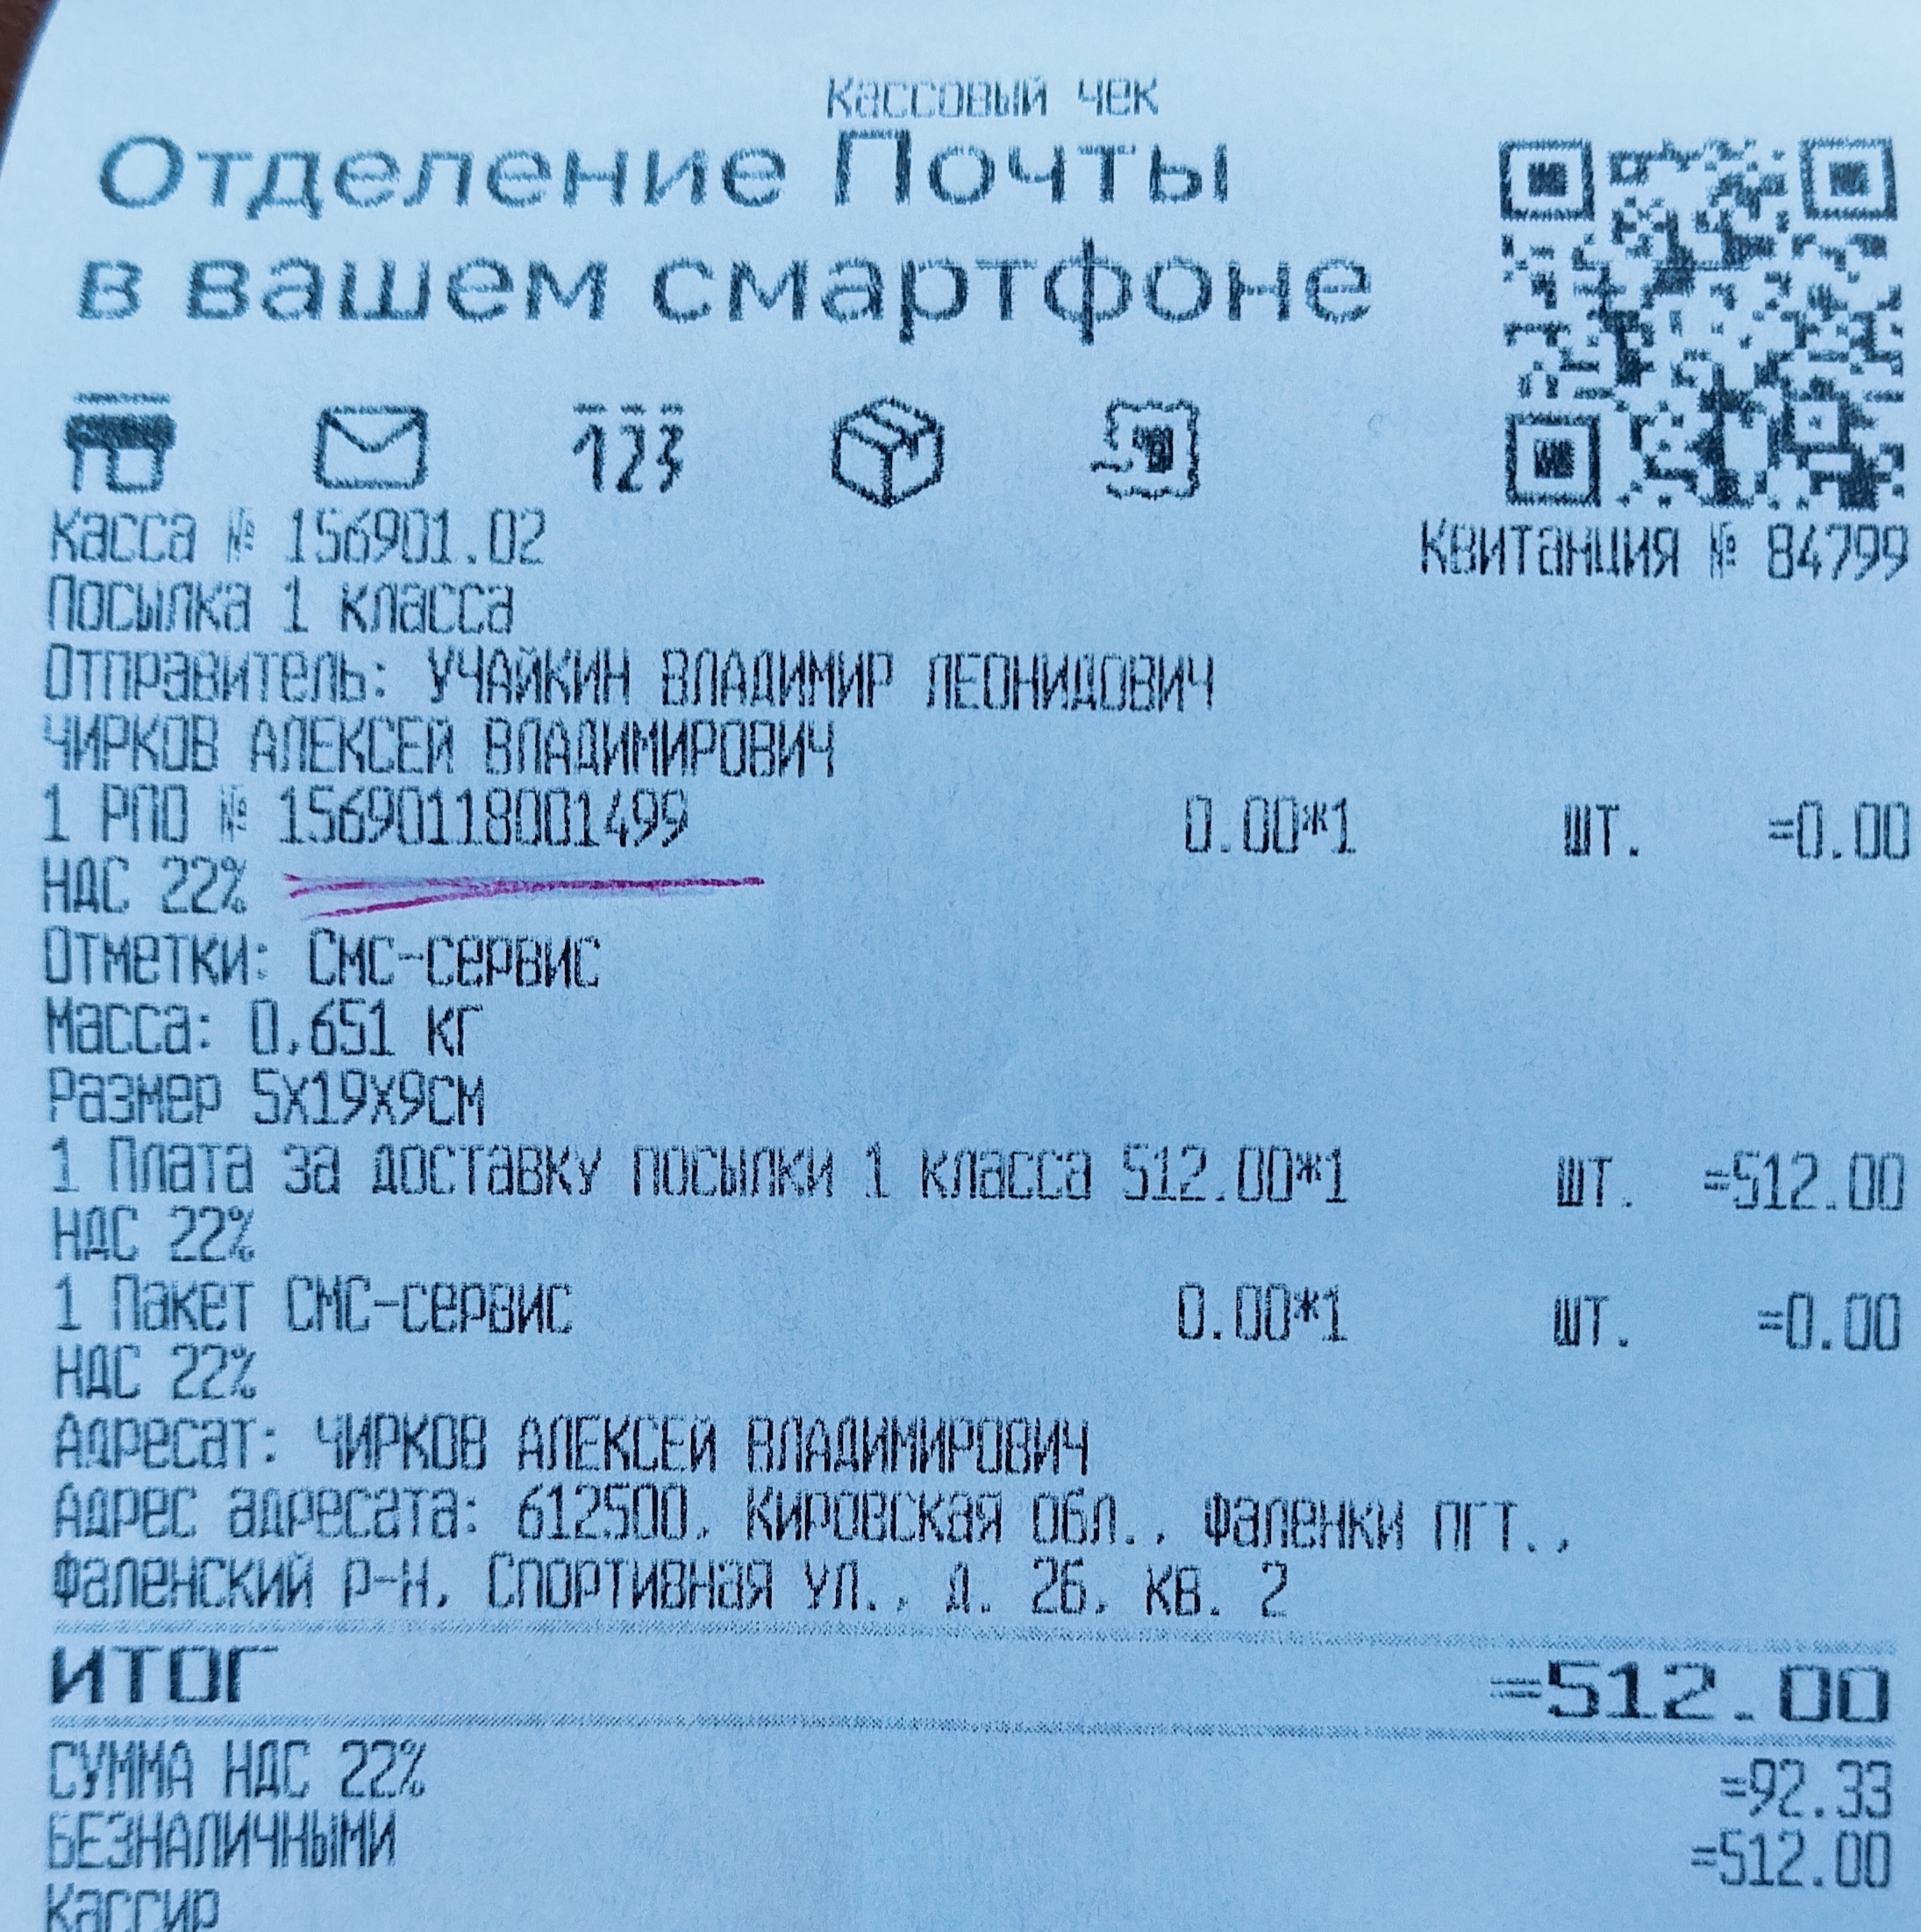 Кассовый чек
Отделение Почты
в вашем смартфоне
123
Касса № 156901.02 Квитанция № 84799
Посылка 1 класса
Отправитель: УЧАЙКИН ВЛАДИМИР ЛЕОНИДОВИЧ
ЧИРКОВ АЛЕКСЕЙ ВЛАДИМИРОВИЧ
1 РПО № 15690118001499 0.00*1 шт. =0.00
НДС 22%
Отметки: СМС-сервис
Масса: 0,651 кг
Размер 5x19x9см
1 Плата за доставку посылки 1 класса 512.00*1 шт. =512.00
НДС 22%
1 Пакет СМС-сервис 0.00*1 шт. =0.00
НДС 22%
Адресат: ЧИРКОВ АЛЕКСЕЙ ВЛАДИМИРОВИЧ
Адрес адресата: 612500, Кировская обл., Фаленки пгт.,
Фаленский р-н, Спортивная ул., д. 26, кв. 2
ИТОГ =512.00
СУММА НДС 22% =92.33
БЕЗНАЛИЧНЫМИ =512.00
Кассир